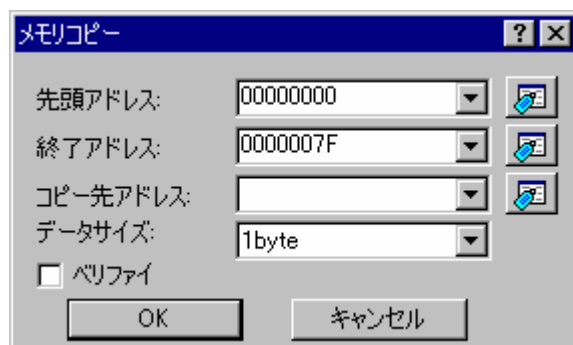 メモリコピー
先頭アドレス: 00000000
終了アドレス: 0000007F
コピー先アドレス:
データサイズ: 1byte
ベリファイ
OK キャンセル